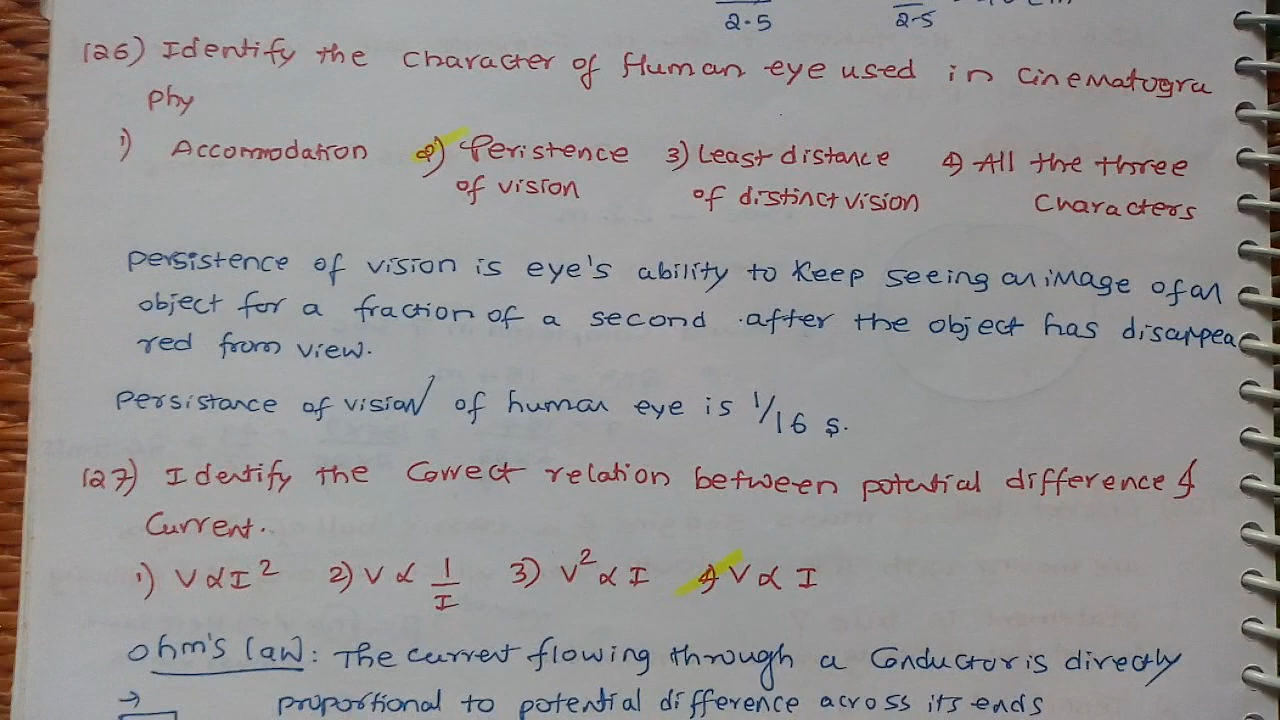 2.5 2.5
(26) Identify the character of Human eye used in cinematogra
phy
1) Accommodation 2) Peristence 3) Least distance 4) All the three
of vision of distinct vision characters
persistence of vision is eye's ability to keep seeing an image of an
object for a fraction of a second . after the object has disappea
red from view.
persistance of vision of human eye is 1/16 s.
(27) Identify the Correct relation between potential difference &
Current.
1) V ∝ I² 2) V ∝ 1/I 3) V² ∝ I 4) V ∝ I
ohm's law: The current flowing through a Conductor is directly
→ proportional to potential difference across its ends